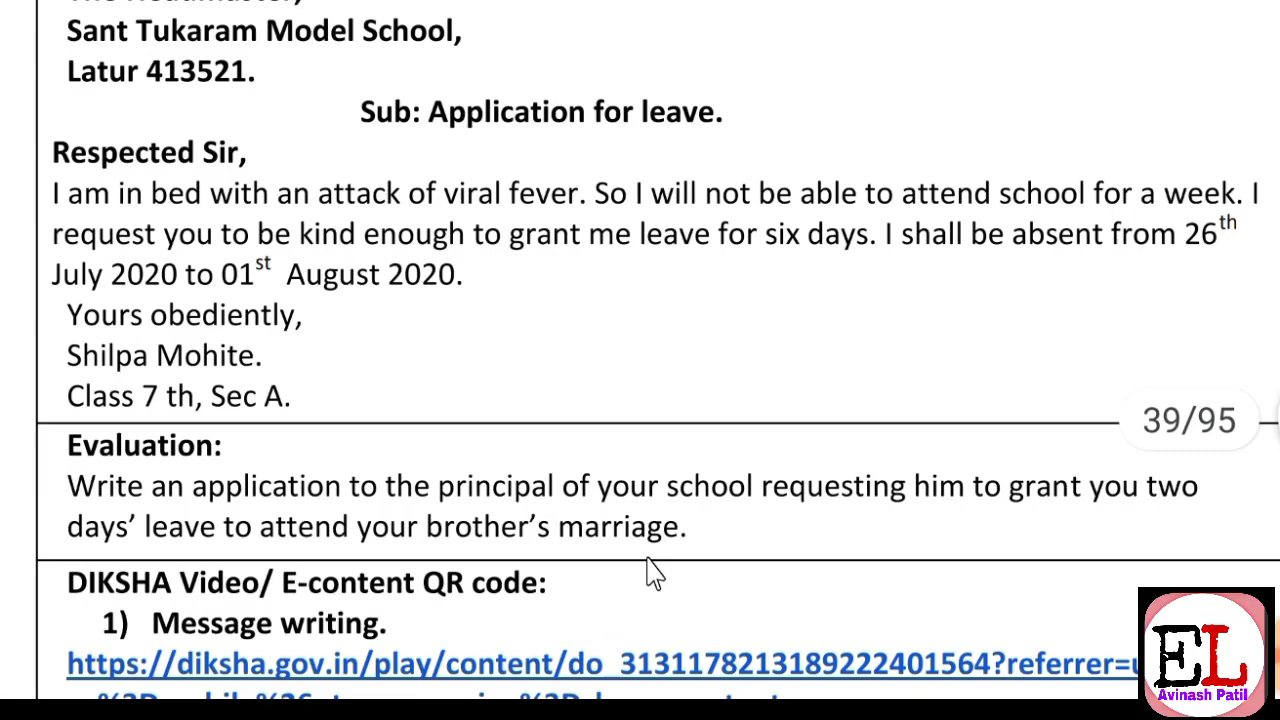 The Headmaster,
Sant Tukaram Model School,
Latur 413521.
Sub: Application for leave.
Respected Sir,
I am in bed with an attack of viral fever. So I will not be able to attend school for a week. I
request you to be kind enough to grant me leave for six days. I shall be absent from 26th
July 2020 to 01st August 2020.
Yours obediently,
Shilpa Mohite.
Class 7 th, Sec A.
39/95
Evaluation:
Write an application to the principal of your school requesting him to grant you two
days’ leave to attend your brother’s marriage.
DIKSHA Video/ E-content QR code:
1) Message writing.
https://diksha.gov.in/play/content/do_3131178213189222401564?referrer=u
EL
Avinash Patil